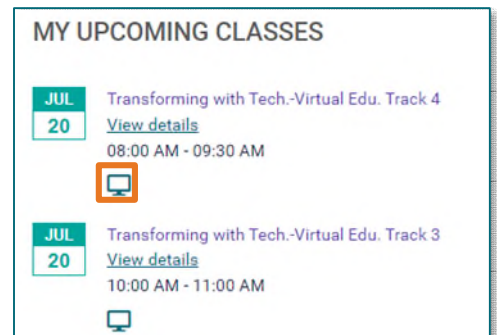 MY UPCOMING CLASSES
JUL
20
Transforming with Tech.-Virtual Edu. Track 4
View details
08:00 AM - 09:30 AM
JUL
20
Transforming with Tech.-Virtual Edu. Track 3
View details
10:00 AM - 11:00 AM